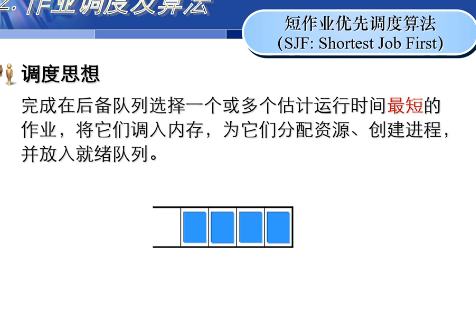 2. 作业调度及算法
短作业优先调度算法
(SJF: Shortest Job First)
调度思想
完成在后备队列选择一个或多个估计运行时间最短的
作业，将它们调入内存，为它们分配资源、创建进程，
并放入就绪队列。